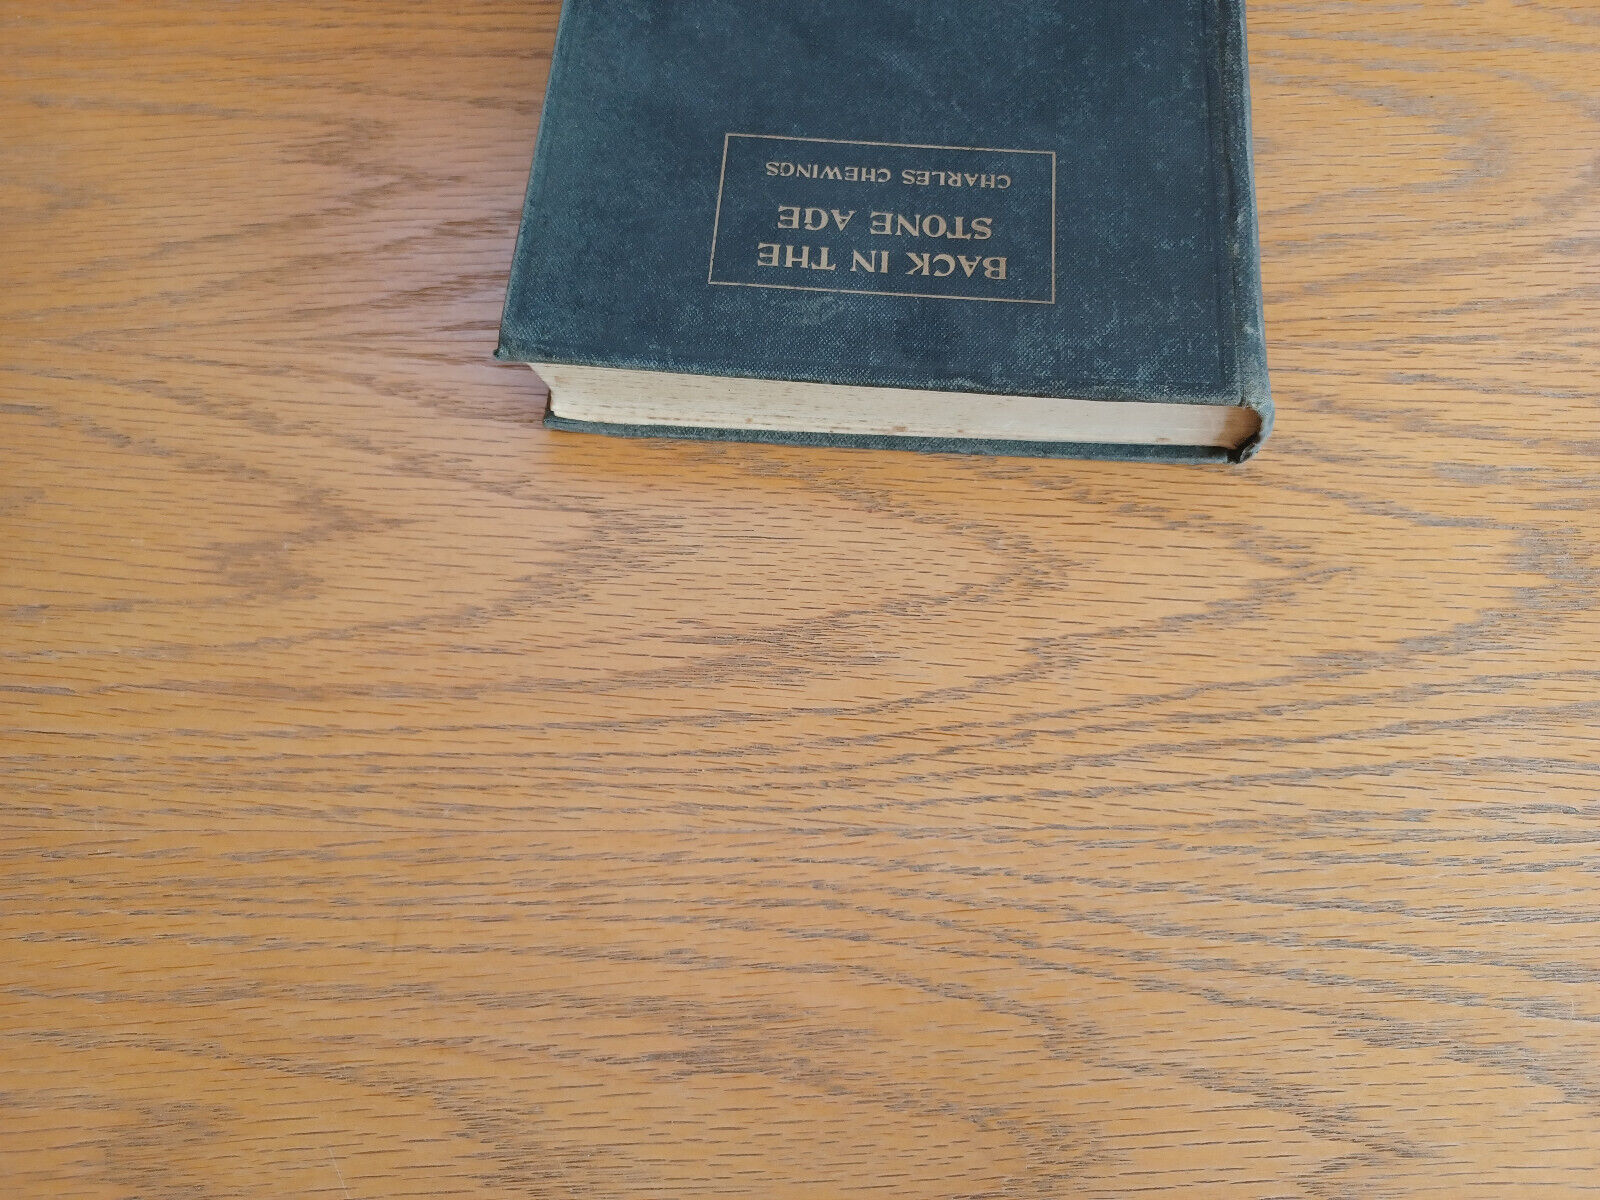 BACK IN THE
STONE AGE
CHARLES CHEWINGS